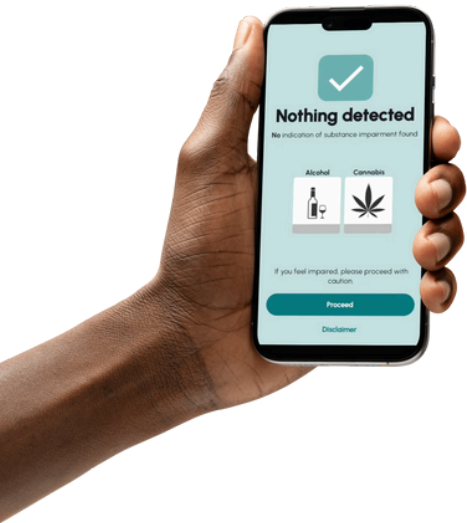 Nothing detected
No indication of substance impairment found
Alcohol Cannabis
If you feel impaired, please proceed with
caution.
Proceed
Disclaimer